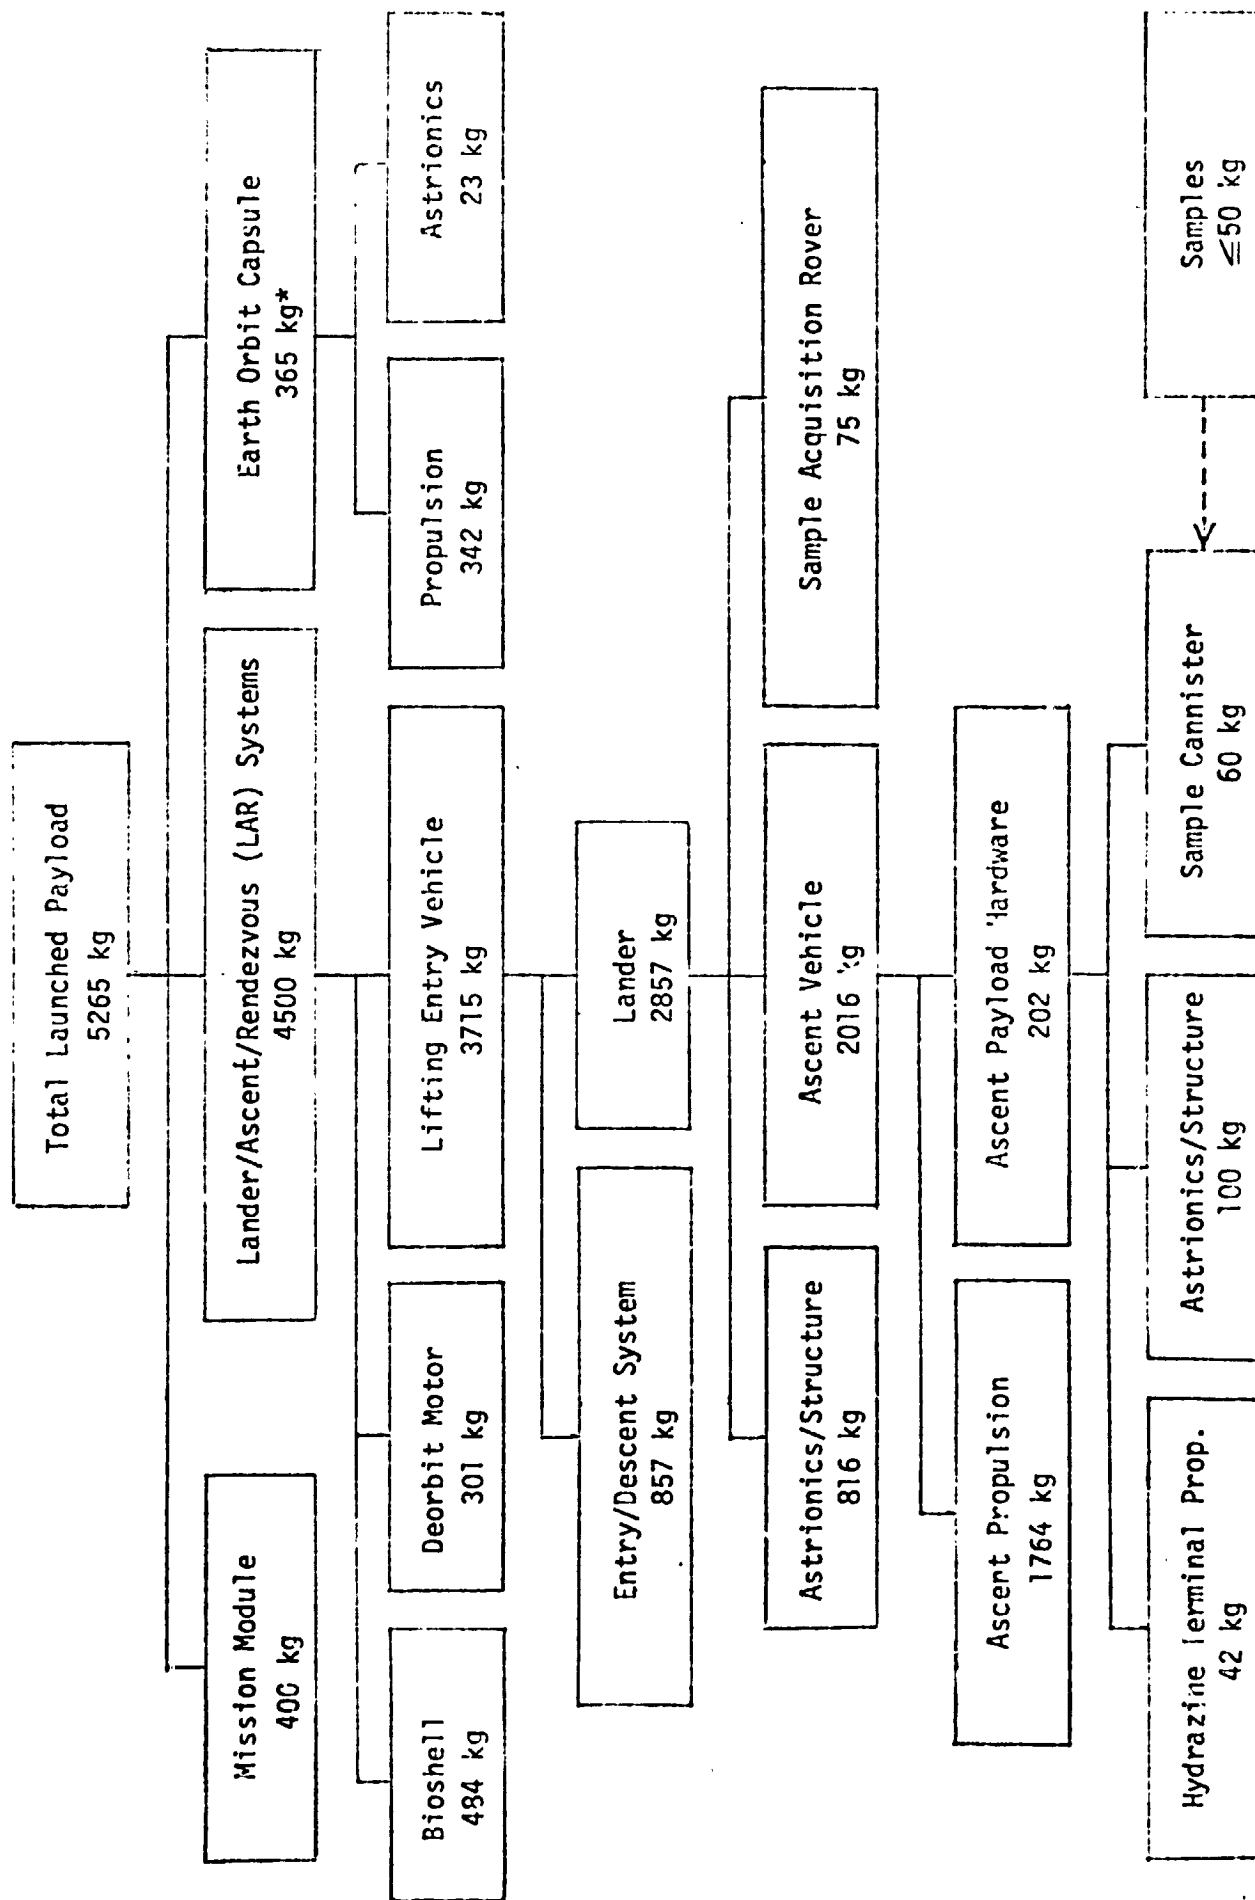 Total Launched Payload
5265 kg
Mission Module
400 kg
Lander/Ascent/Rendezvous (LAR) Systems
4500 kg
Earth Orbit Capsule
365 kg*
Bioshell
484 kg
Deorbit Motor
301 kg
Lifting Entry Vehicle
3715 kg
Propulsion
342 kg
Astrionics
23 kg
Entry/Descent System
857 kg
Lander
2857 kg
Astrionics/Structure
816 kg
Ascent Vehicle
2016 kg
Sample Acquisition Rover
75 kg
Ascent Propulsion
1764 kg
Ascent Payload Hardware
202 kg
Hydrazine Terminal Prop.
42 kg
Astrionics/Structure
100 kg
Sample Cannister
60 kg
Samples
≤50 kg